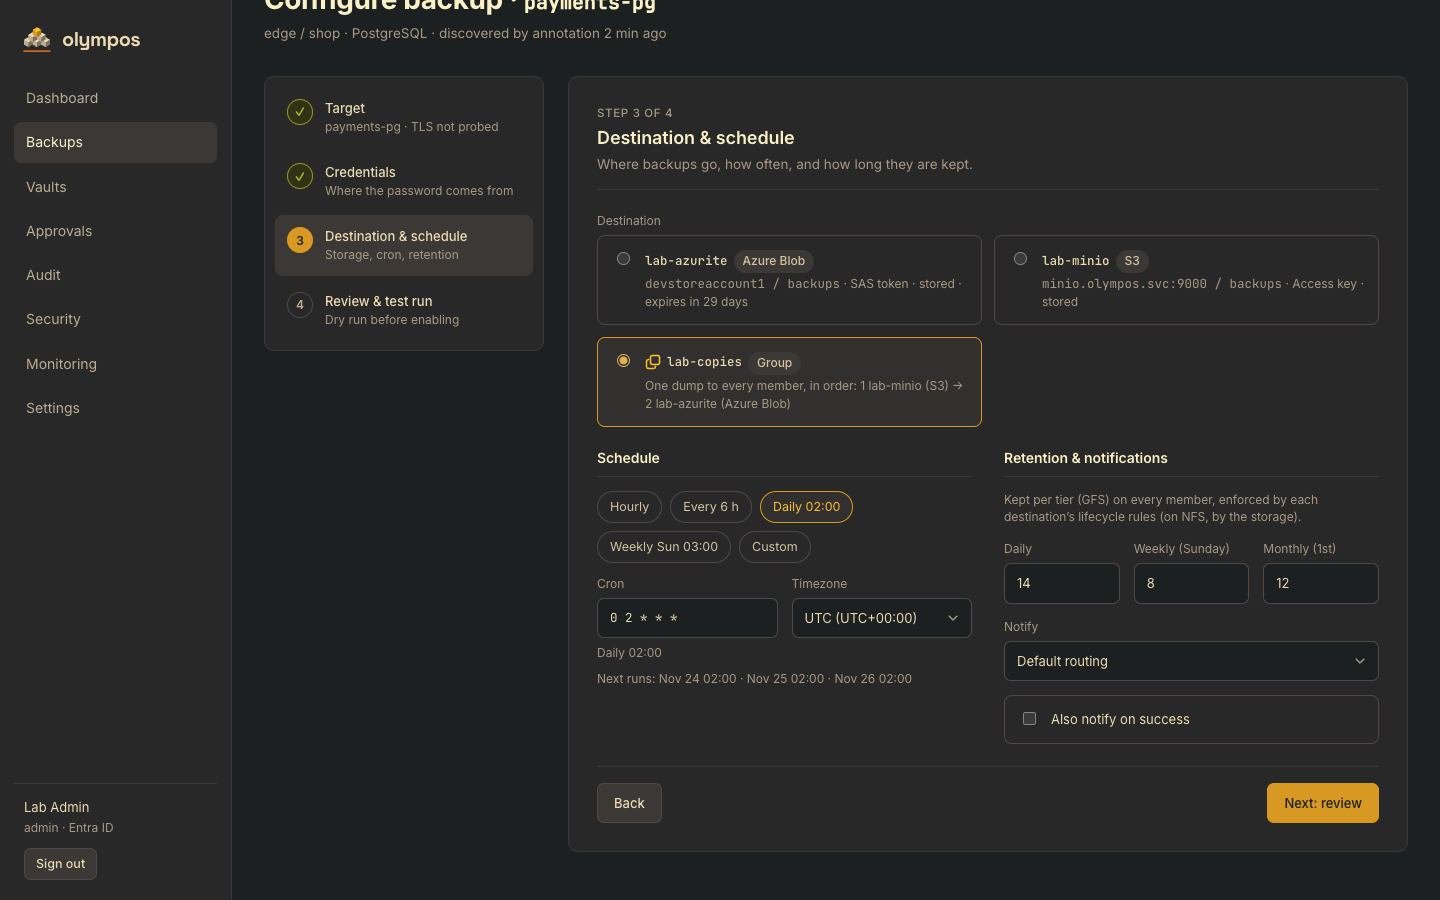 Configure backup · payments-pg
edge / shop · PostgreSQL · discovered by annotation 2 min ago
olympos
Dashboard
Backups
Vaults
Approvals
Audit
Security
Monitoring
Settings
Lab Admin
admin · Entra ID
Sign out
Target
payments-pg · TLS not probed
Credentials
Where the password comes from
3
Destination & schedule
Storage, cron, retention
4
Review & test run
Dry run before enabling
STEP 3 OF 4
Destination & schedule
Where backups go, how often, and how long they are kept.
Destination
lab-azurite Azure Blob
devstoreaccount1 / backups · SAS token · stored ·
expires in 29 days
lab-minio S3
minio.olympos.svc:9000 / backups · Access key ·
stored
lab-copies Group
One dump to every member, in order: 1 lab-minio (S3) →
2 lab-azurite (Azure Blob)
Schedule
Hourly Every 6 h Daily 02:00
Weekly Sun 03:00 Custom
Cron Timezone
0 2 * * * UTC (UTC+00:00)
Daily 02:00
Next runs: Nov 24 02:00 · Nov 25 02:00 · Nov 26 02:00
Retention & notifications
Kept per tier (GFS) on every member, enforced by each
destination’s lifecycle rules (on NFS, by the storage).
Daily Weekly (Sunday) Monthly (1st)
14 8 12
Notify
Default routing
Also notify on success
Back
Next: review